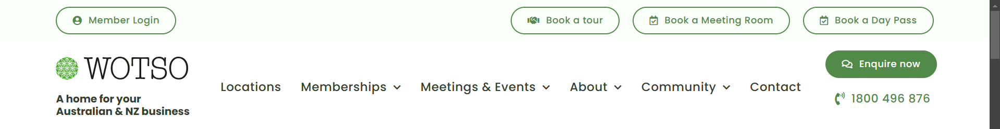 Member Login
Book a tour
Book a Meeting Room
Book a Day Pass
WOTSO
A home for your
Australian & NZ business
Locations
Memberships
Meetings & Events
About
Community
Contact
Enquire now
1800 496 876